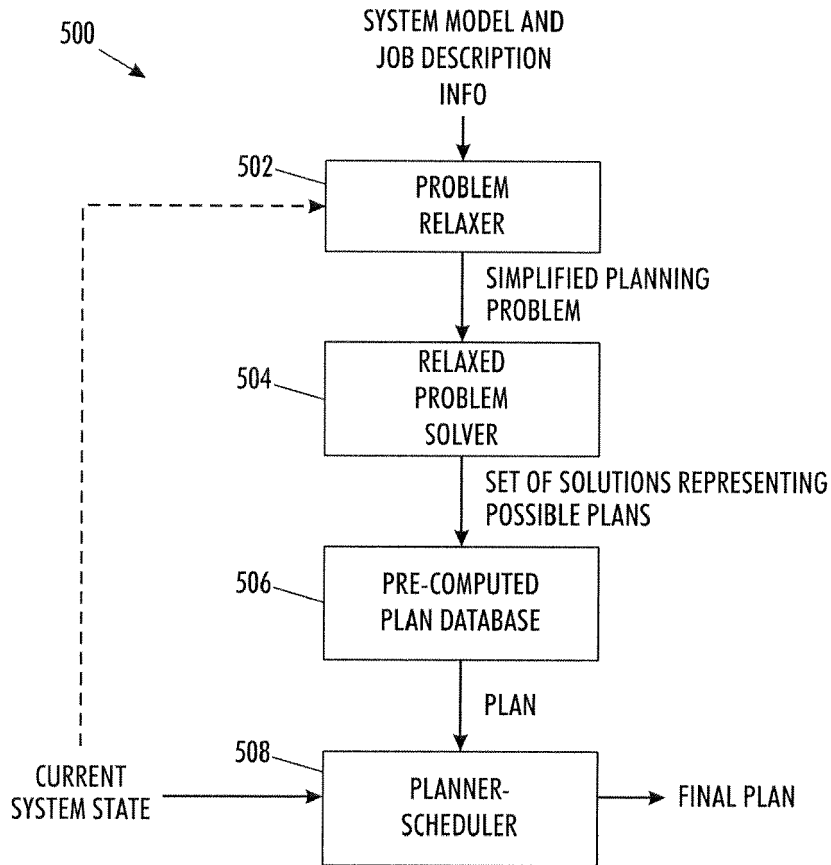 500
SYSTEM MODEL AND
JOB DESCRIPTION
INFO
502
PROBLEM
RELAXER
SIMPLIFIED PLANNING
PROBLEM
504
RELAXED
PROBLEM
SOLVER
SET OF SOLUTIONS REPRESENTING
POSSIBLE PLANS
506
PRE-COMPUTED
PLAN DATABASE
PLAN
508
CURRENT
SYSTEM STATE
PLANNER-
SCHEDULER
FINAL PLAN